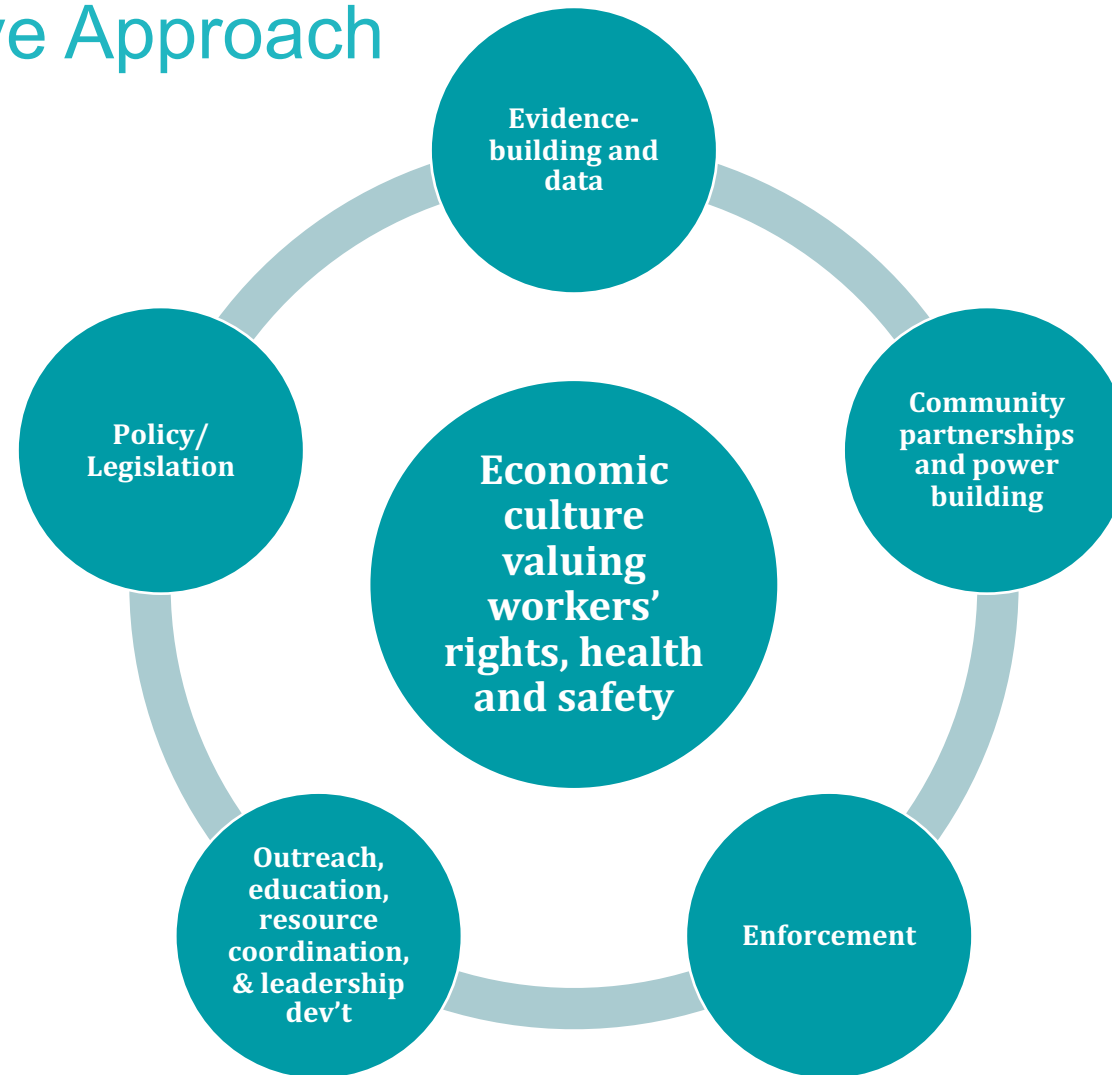 ve Approach
Evidence-
building and
data
Community
partnerships
and power
building
Enforcement
Outreach,
education,
resource
coordination,
& leadership
dev’t
Policy/
Legislation
Economic
culture
valuing
workers’
rights, health
and safety